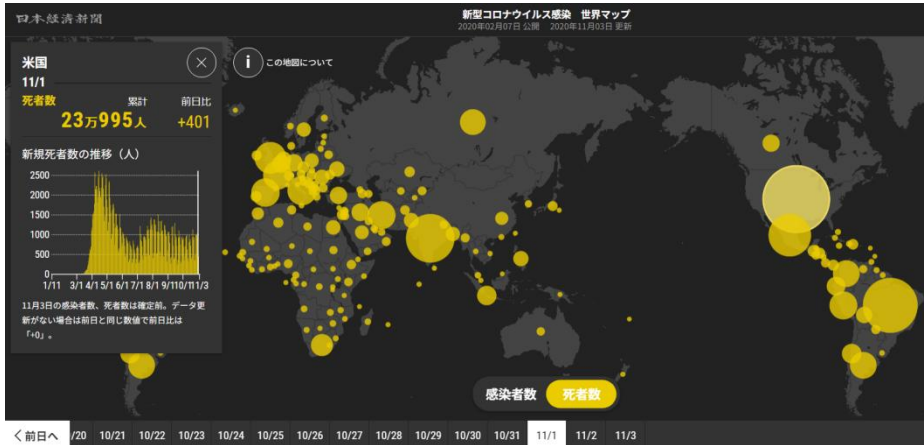 日本経済新聞
新型コロナウイルス感染 世界マップ
2020年02月07日 公開 2020年11月03日 更新
米国
11/1
死者数 累計 前日比
23万995人 +401
この地図について
新規死者数の推移（人）
2500
2000
1500
1000
500
0
1/11 3/1 4/1 5/1 6/1 7/1 8/1 9/1 10/1 11/1 1/3
11月3日の感染者数、死者数は確定前。データ更
新がない場合は前日と同じ数値で前日比は
「+0」。
感染者数 死者数
前日へ /20 10/21 10/22 10/23 10/24 10/25 10/26 10/27 10/28 10/29 10/30 10/31 11/1 11/2 11/3